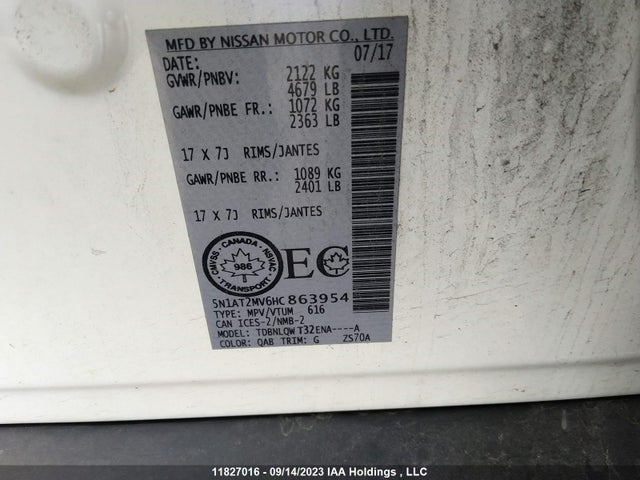 MFD BY NISSAN MOTOR CO., LTD.
DATE: 07/17
GVWR/PNBV: 2122 KG
4679 LB
GAWR/PNBE FR.: 1072 KG
2363 LB
17 X 7J RIMS/JANTES
GAWR/PNBE RR.: 1089 KG
2401 LB
17 X 7J RIMS/JANTES
CANADA
CMVSS NSVAC
986
TRANSPORT
EC
5N1AT2MV6HC863954
TYPE: MPV/VTUM 616
CAN ICES-2/NMB-2
MODEL: TDBNLQWT32ENA----A
COLOR: QAB TRIM: G ZS70A
11827016 - 09/14/2023 IAA Holdings , LLC